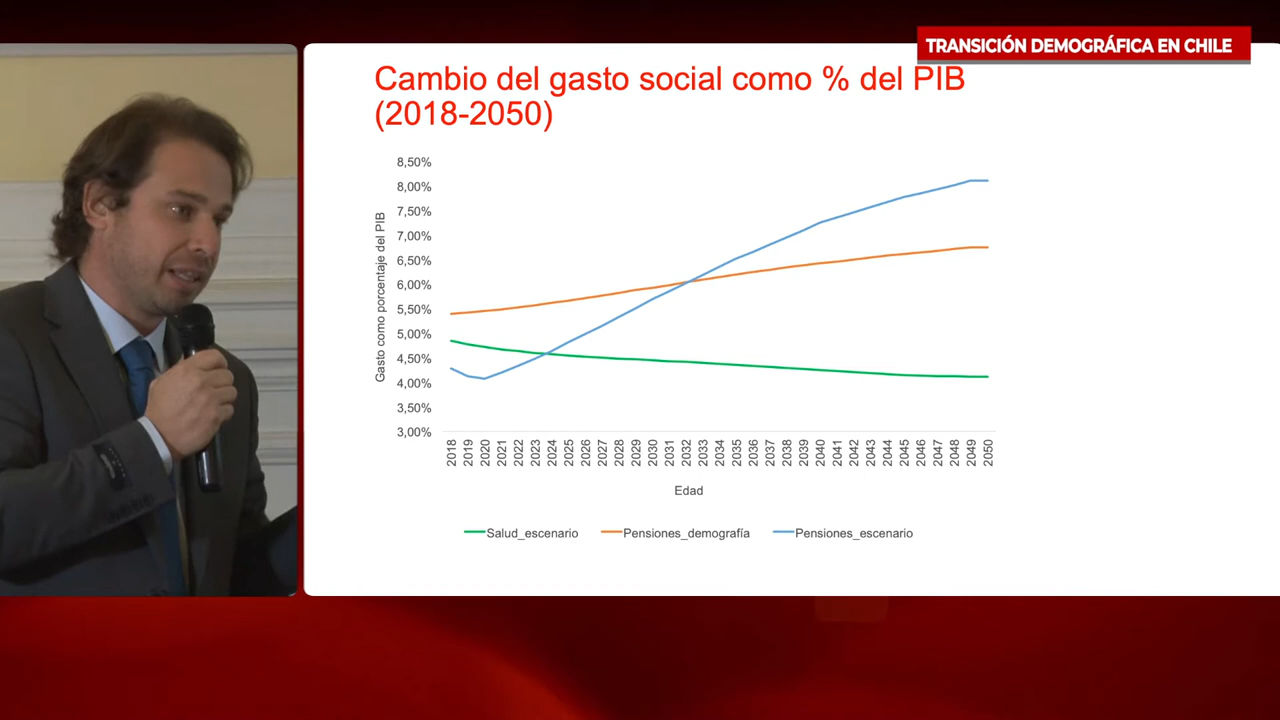 TRANSICIÓN DEMOGRÁFICA EN CHILE
Cambio del gasto social como % del PIB
(2018-2050)
Gasto como porcentaje del PIB
8,50%
8,00%
7,50%
7,00%
6,50%
6,00%
5,50%
5,00%
4,50%
4,00%
3,50%
3,00%
2018 2019 2020 2021 2022 2023 2024 2025 2026 2027 2028 2029 2030 2031 2032 2033 2034 2035 2036 2037 2038 2039 2040 2041 2042 2043 2044 2045 2046 2047 2048 2049 2050
Edad
Salud_escenario Pensiones_demografía Pensiones_escenario